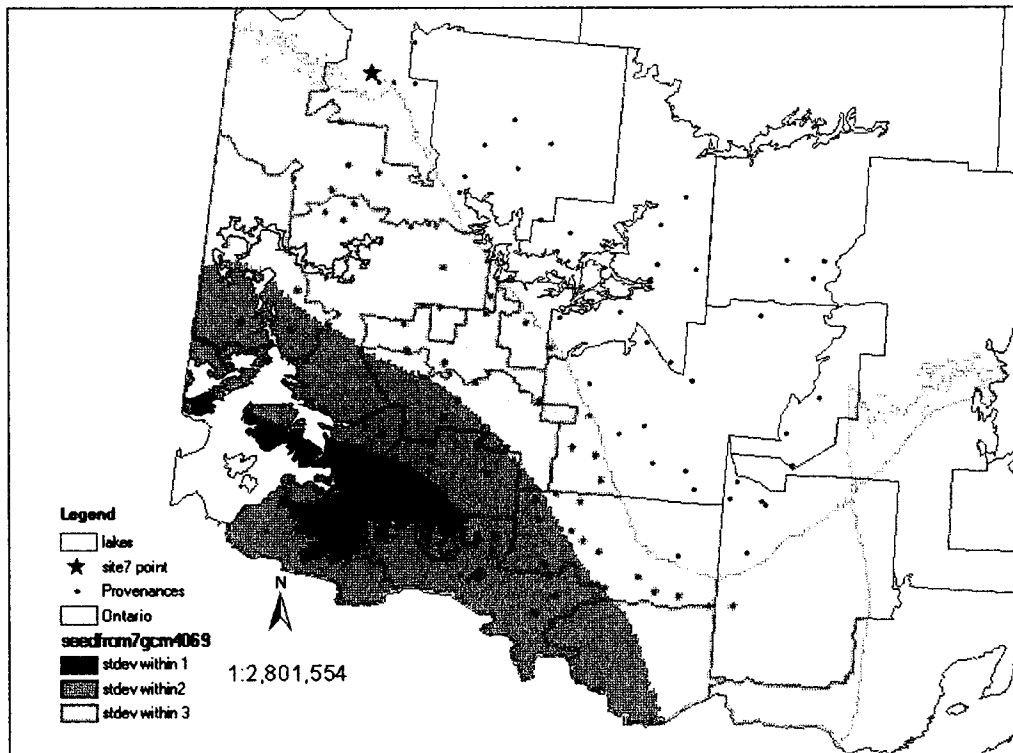 Legend
lakes
site7 point
Provenances
Ontario
seedfrom7gcm4069
stdev within 1
stdev within2
stdev within 3
N
1:2,801,554